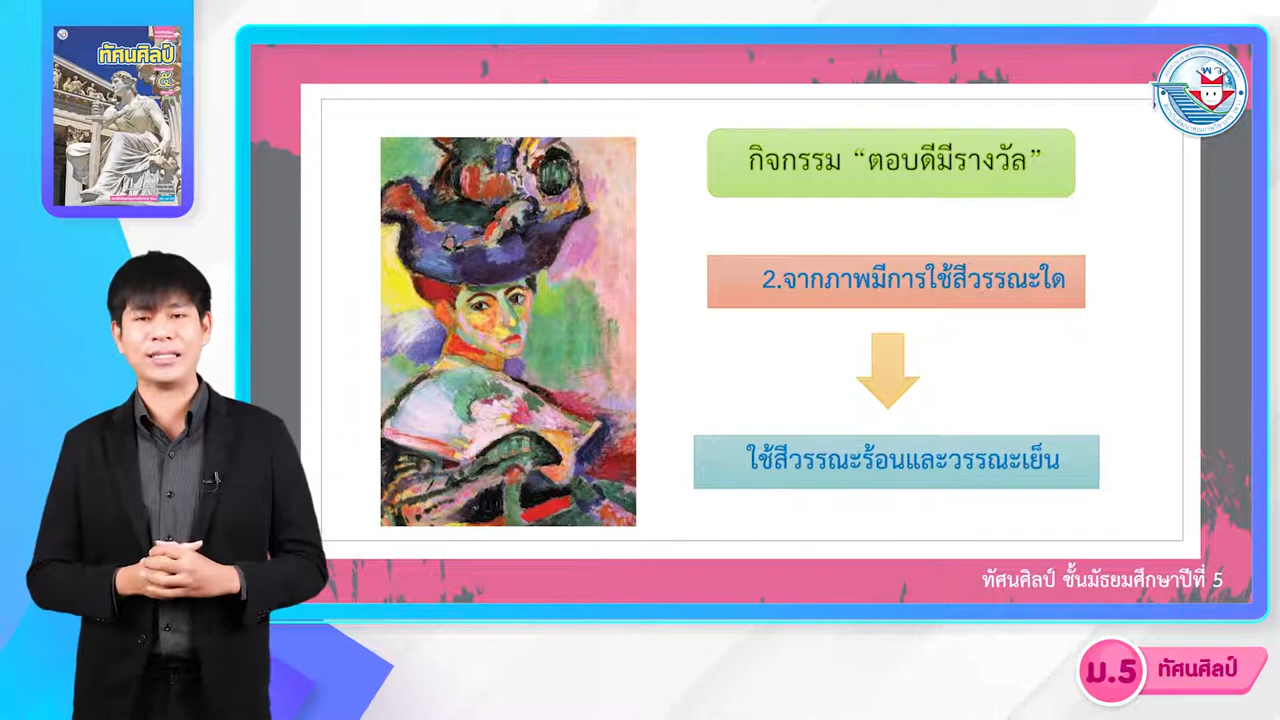 ทัศนศิลป์
๕
กิจกรรม “ตอบดีมีรางวัล”
2.จากภาพมีการใช้สีวรรณะใด
ใช้สีวรรณะร้อนและวรรณะเย็น
ทัศนศิลป์ ชั้นมัธยมศึกษาปีที่ 5
พว
ม.5 ทัศนศิลป์